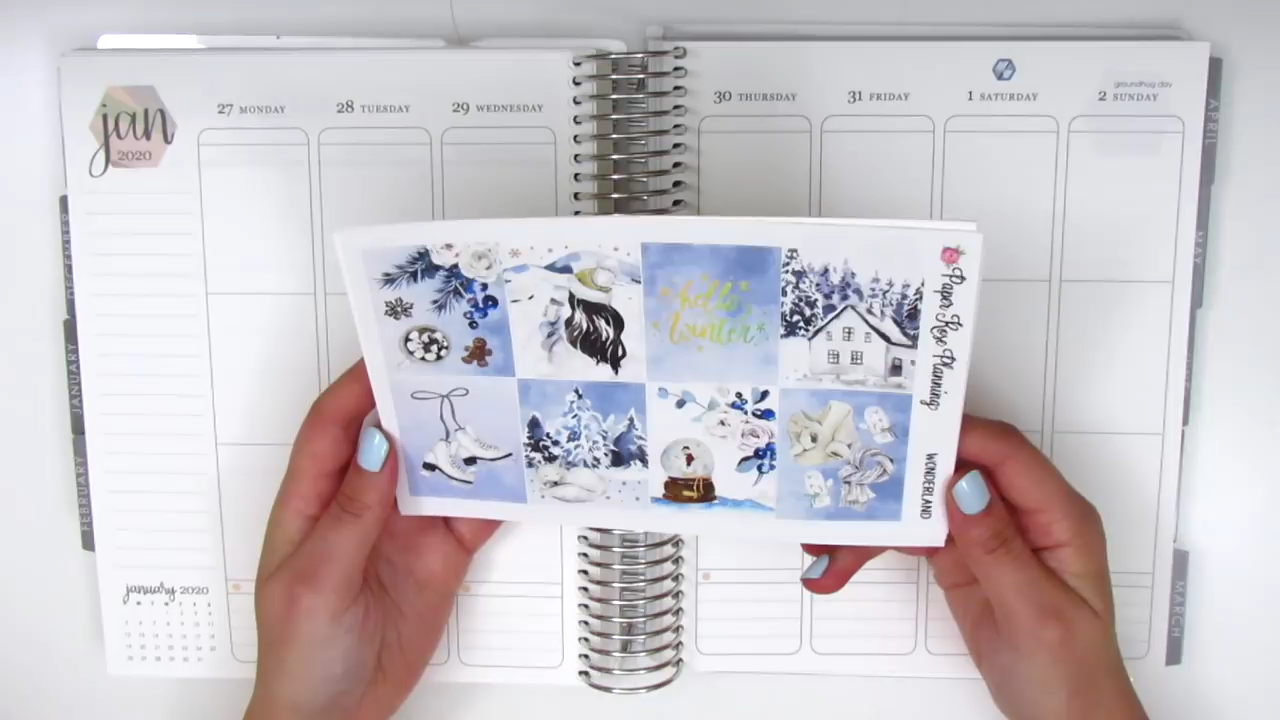 jan
2020
27 MONDAY
28 TUESDAY
29 WEDNESDAY
30 THURSDAY
31 FRIDAY
1 SATURDAY
groundhog day
2 SUNDAY
hello
winter
Paper Rose Planning
WONDERLAND
DECEMBER
JANUARY
FEBRUARY
APRIL
MAY
MARCH
january 2020